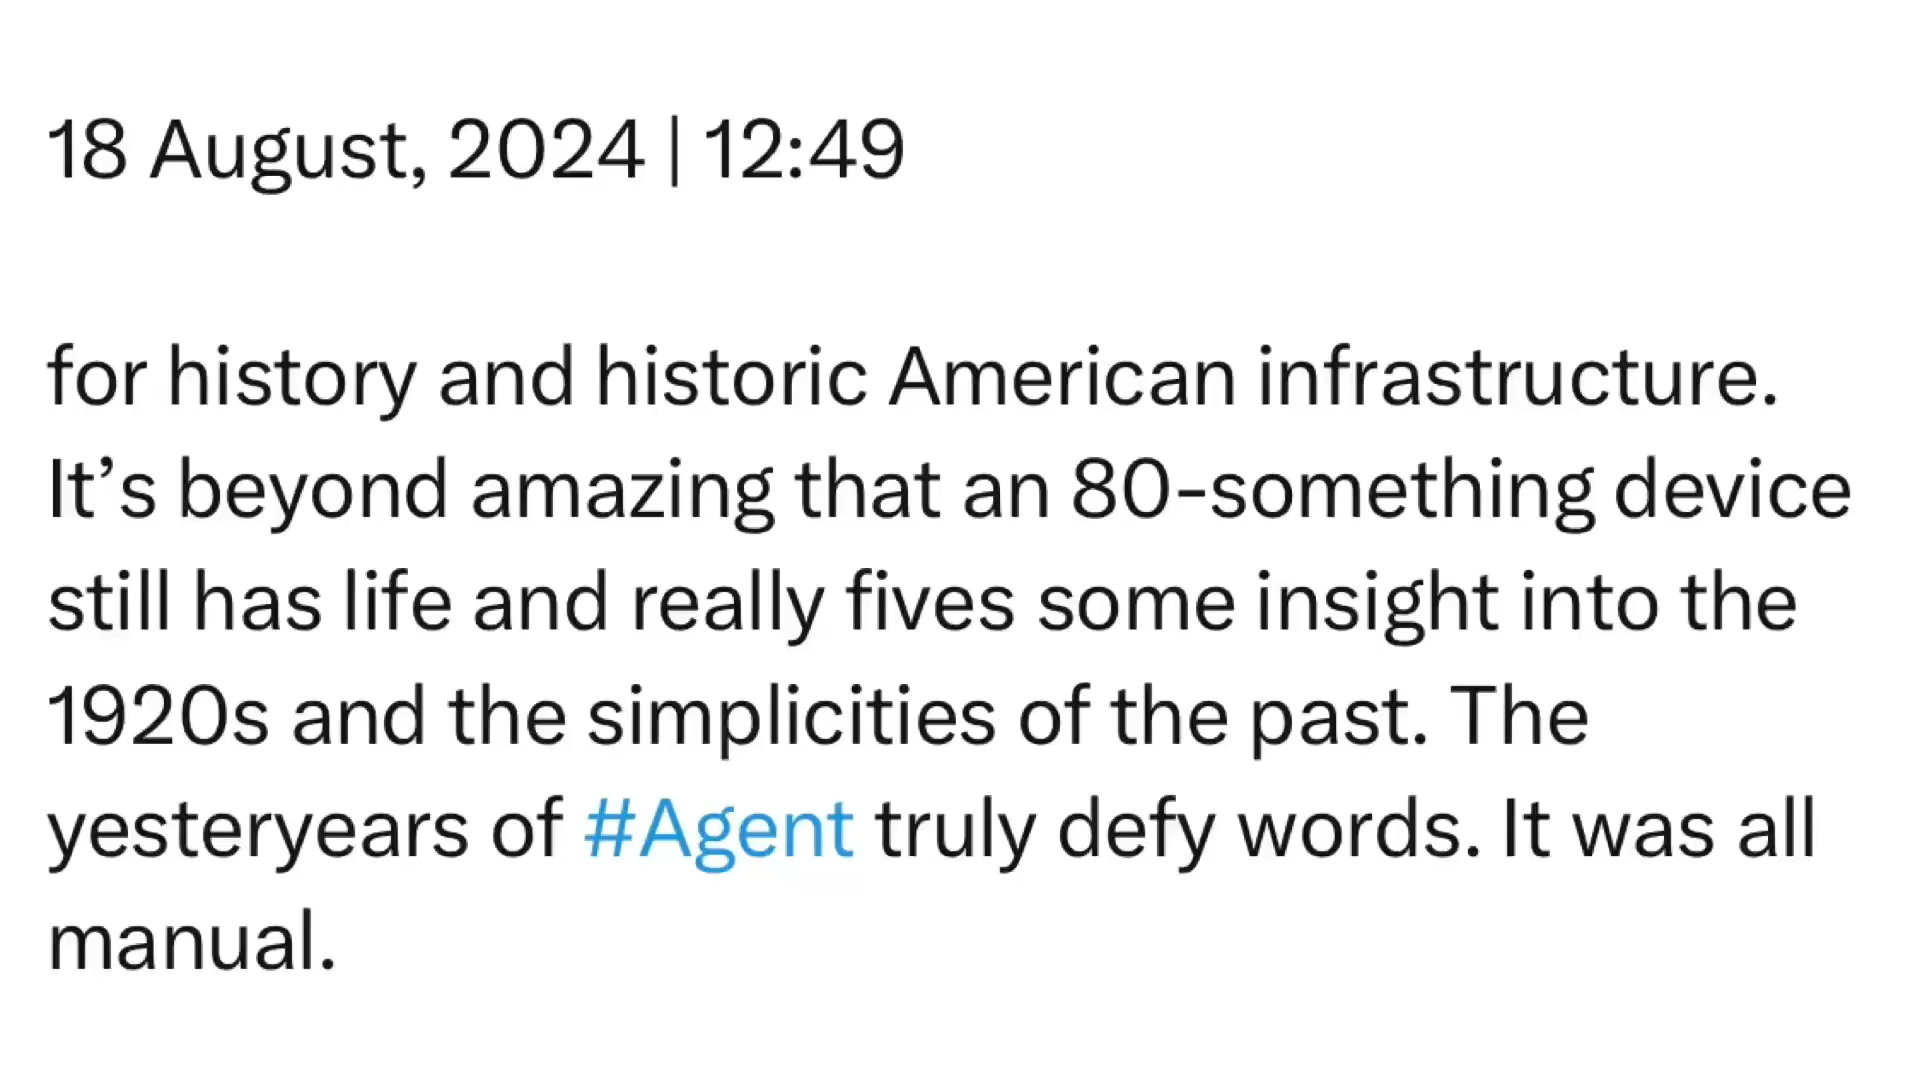 18 August, 2024 | 12:49
for history and historic American infrastructure.
It’s beyond amazing that an 80-something device
still has life and really fives some insight into the
1920s and the simplicities of the past. The
yesteryears of #Agent truly defy words. It was all
manual.